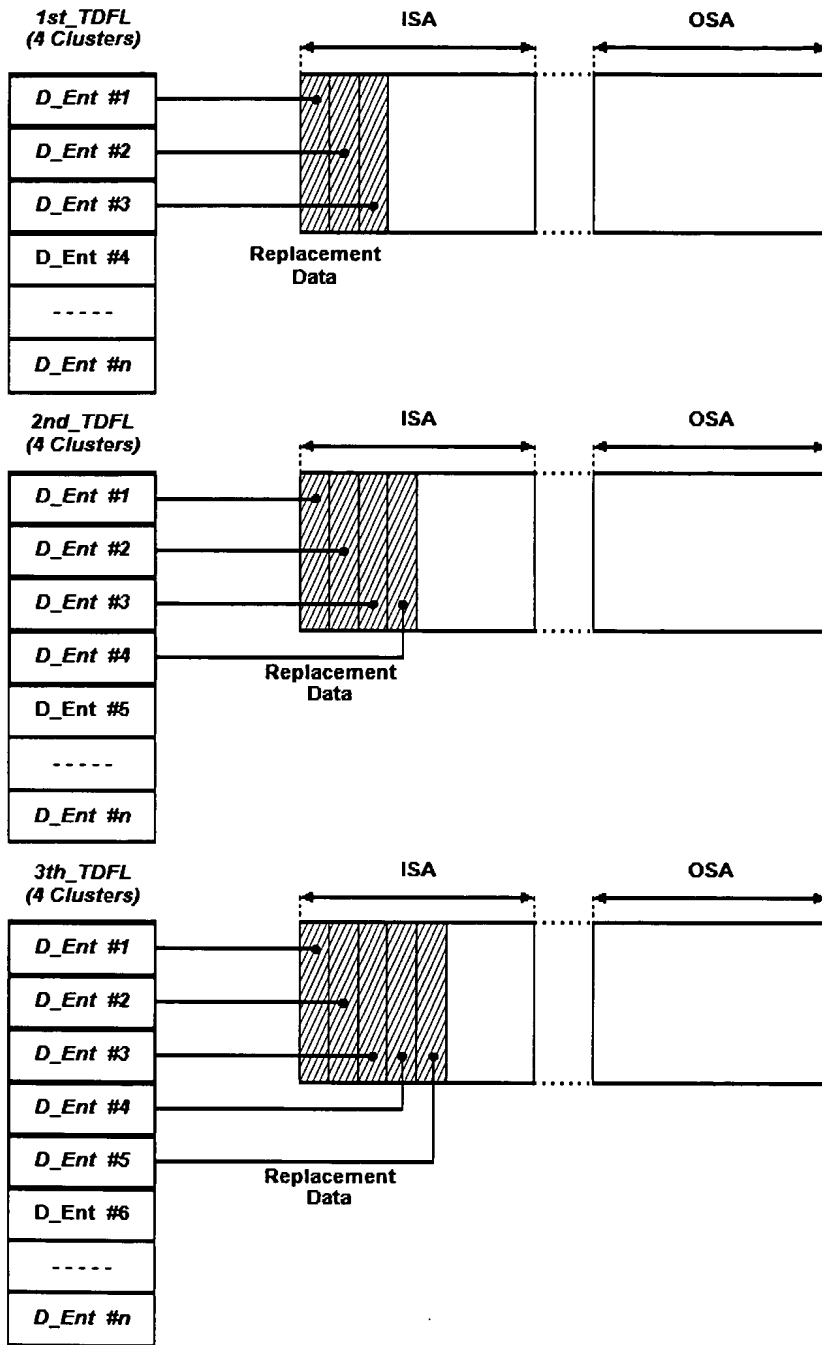 1st_TDFL
(4 Clusters)
ISA
OSA
D_Ent #1
D_Ent #2
D_Ent #3
D_Ent #4
- - - - -
D_Ent #n
Replacement
Data
2nd_TDFL
(4 Clusters)
ISA
OSA
D_Ent #1
D_Ent #2
D_Ent #3
D_Ent #4
D_Ent #5
- - - - -
D_Ent #n
Replacement
Data
3th_TDFL
(4 Clusters)
ISA
OSA
D_Ent #1
D_Ent #2
D_Ent #3
D_Ent #4
D_Ent #5
D_Ent #6
- - - - -
D_Ent #n
Replacement
Data